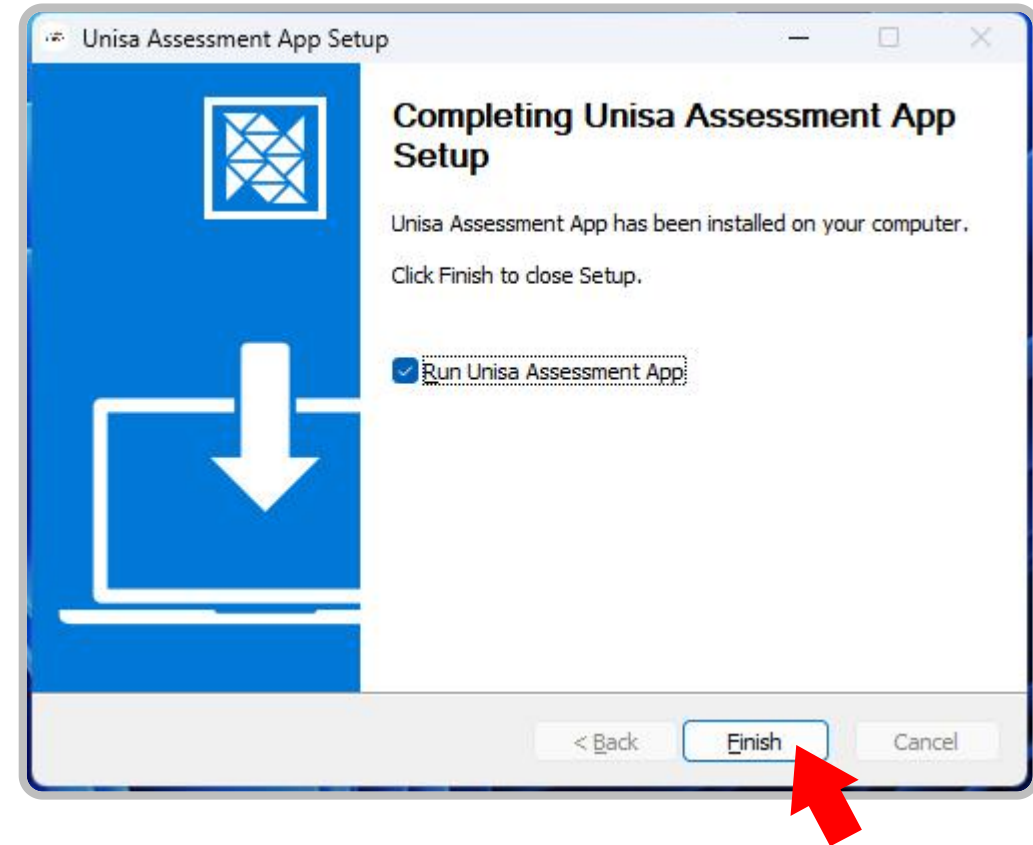 Unisa Assessment App Setup
Completing Unisa Assessment App
Setup
Unisa Assessment App has been installed on your computer.
Click Finish to close Setup.
Run Unisa Assessment App
< Back
Finish
Cancel